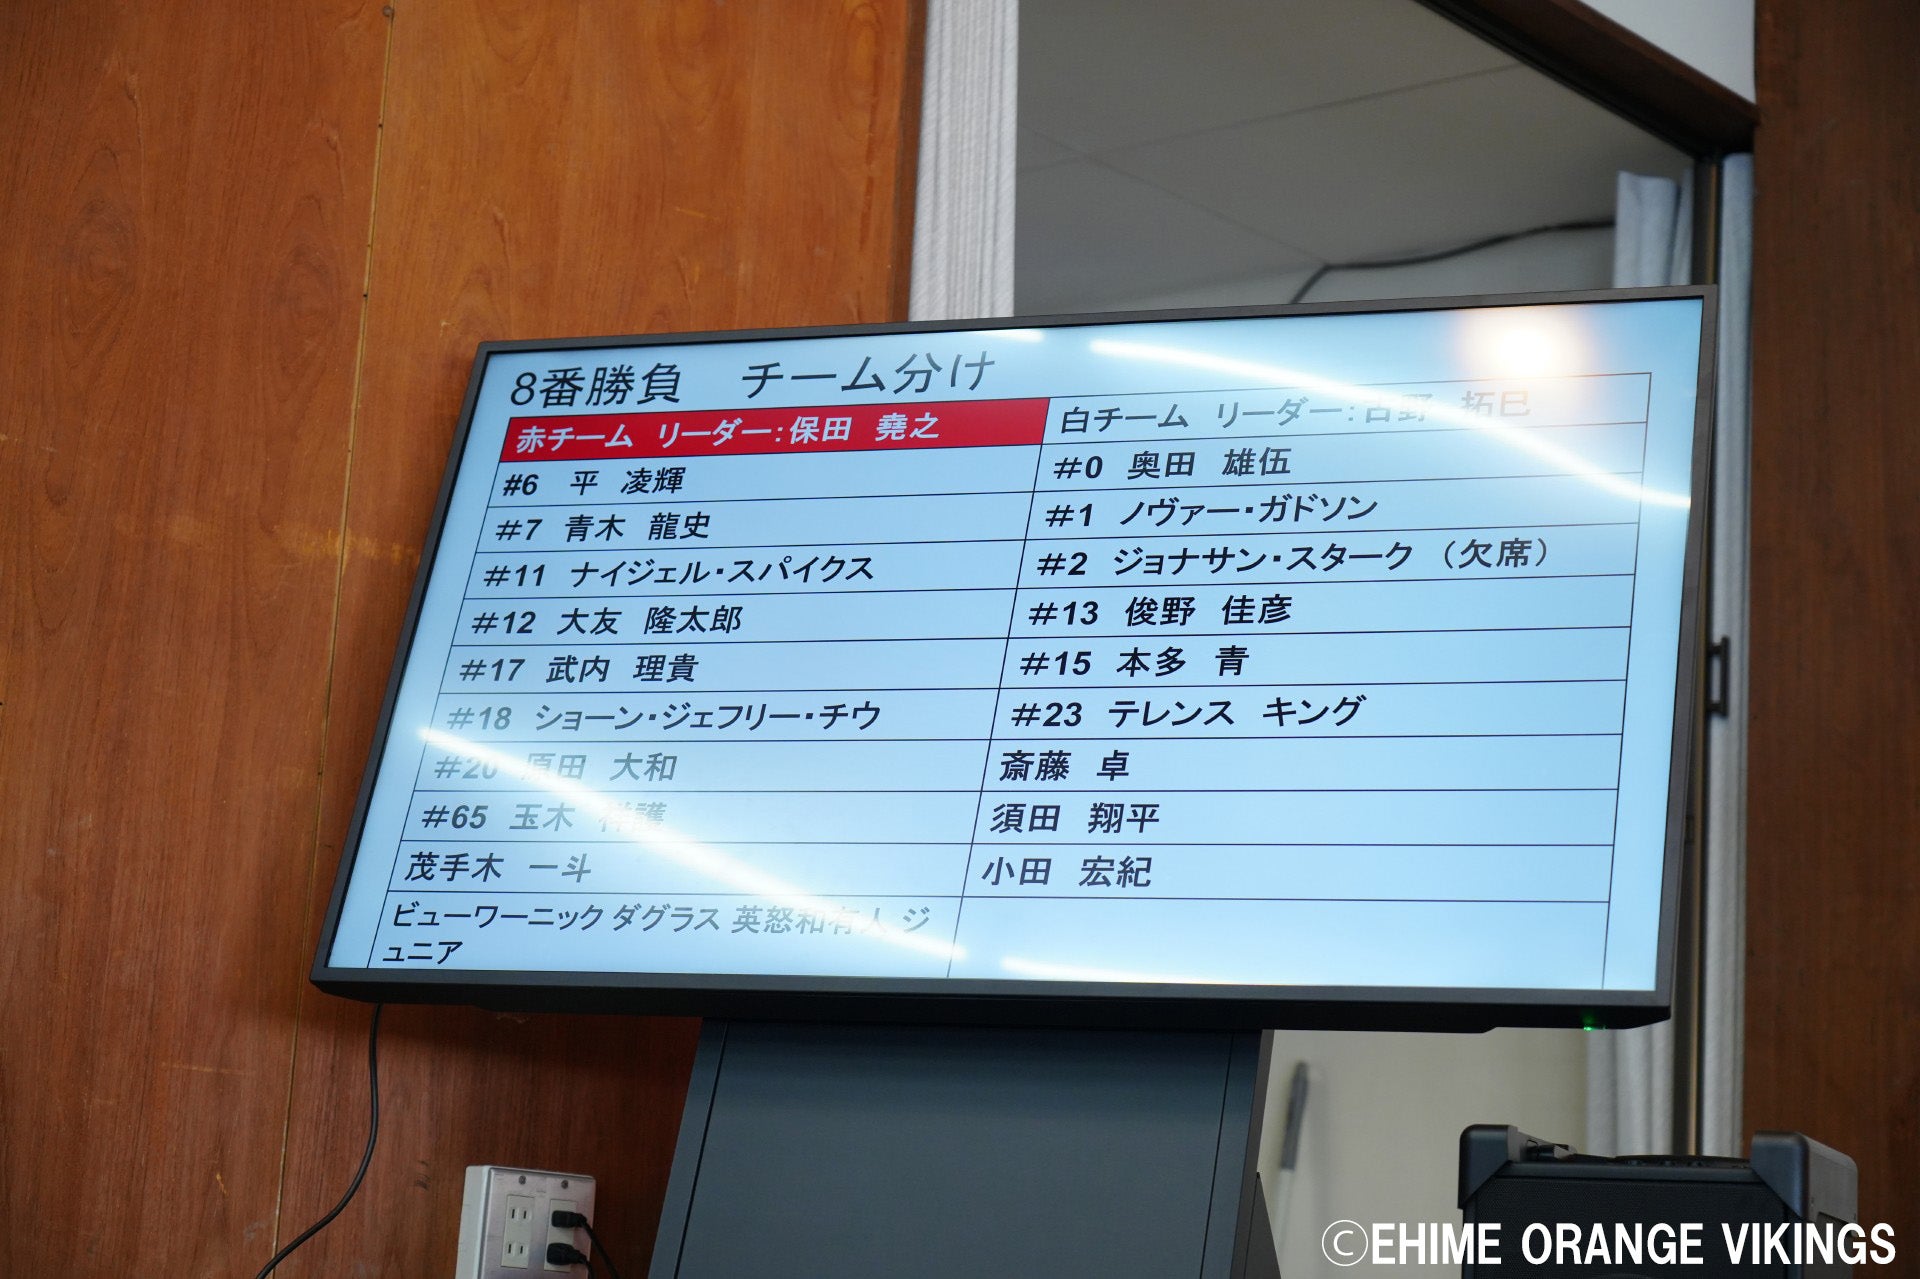 8番勝負　チーム分け
赤チーム　リーダー：保田　堯之
#6　平　凌輝
#7　青木　龍史
#11　ナイジェル・スパイクス
#12　大友　隆太郎
#17　武内　理貴
#18　ショーン・ジェフリー・チウ
#20　原田　大和
#65　玉木　祥護
茂手木　一斗
ビューワーニック ダグラス 英怒和有人 ジ
ュニア
白チーム　リーダー：古野　拓巳
#0　奥田　雄伍
#1　ノヴァー・ガドソン
#2　ジョナサン・スターク （欠席）
#13　俊野　佳彦
#15　本多　青
#23　テレンス　キング
斎藤　卓
須田　翔平
小田　宏紀
©EHIME ORANGE VIKINGS